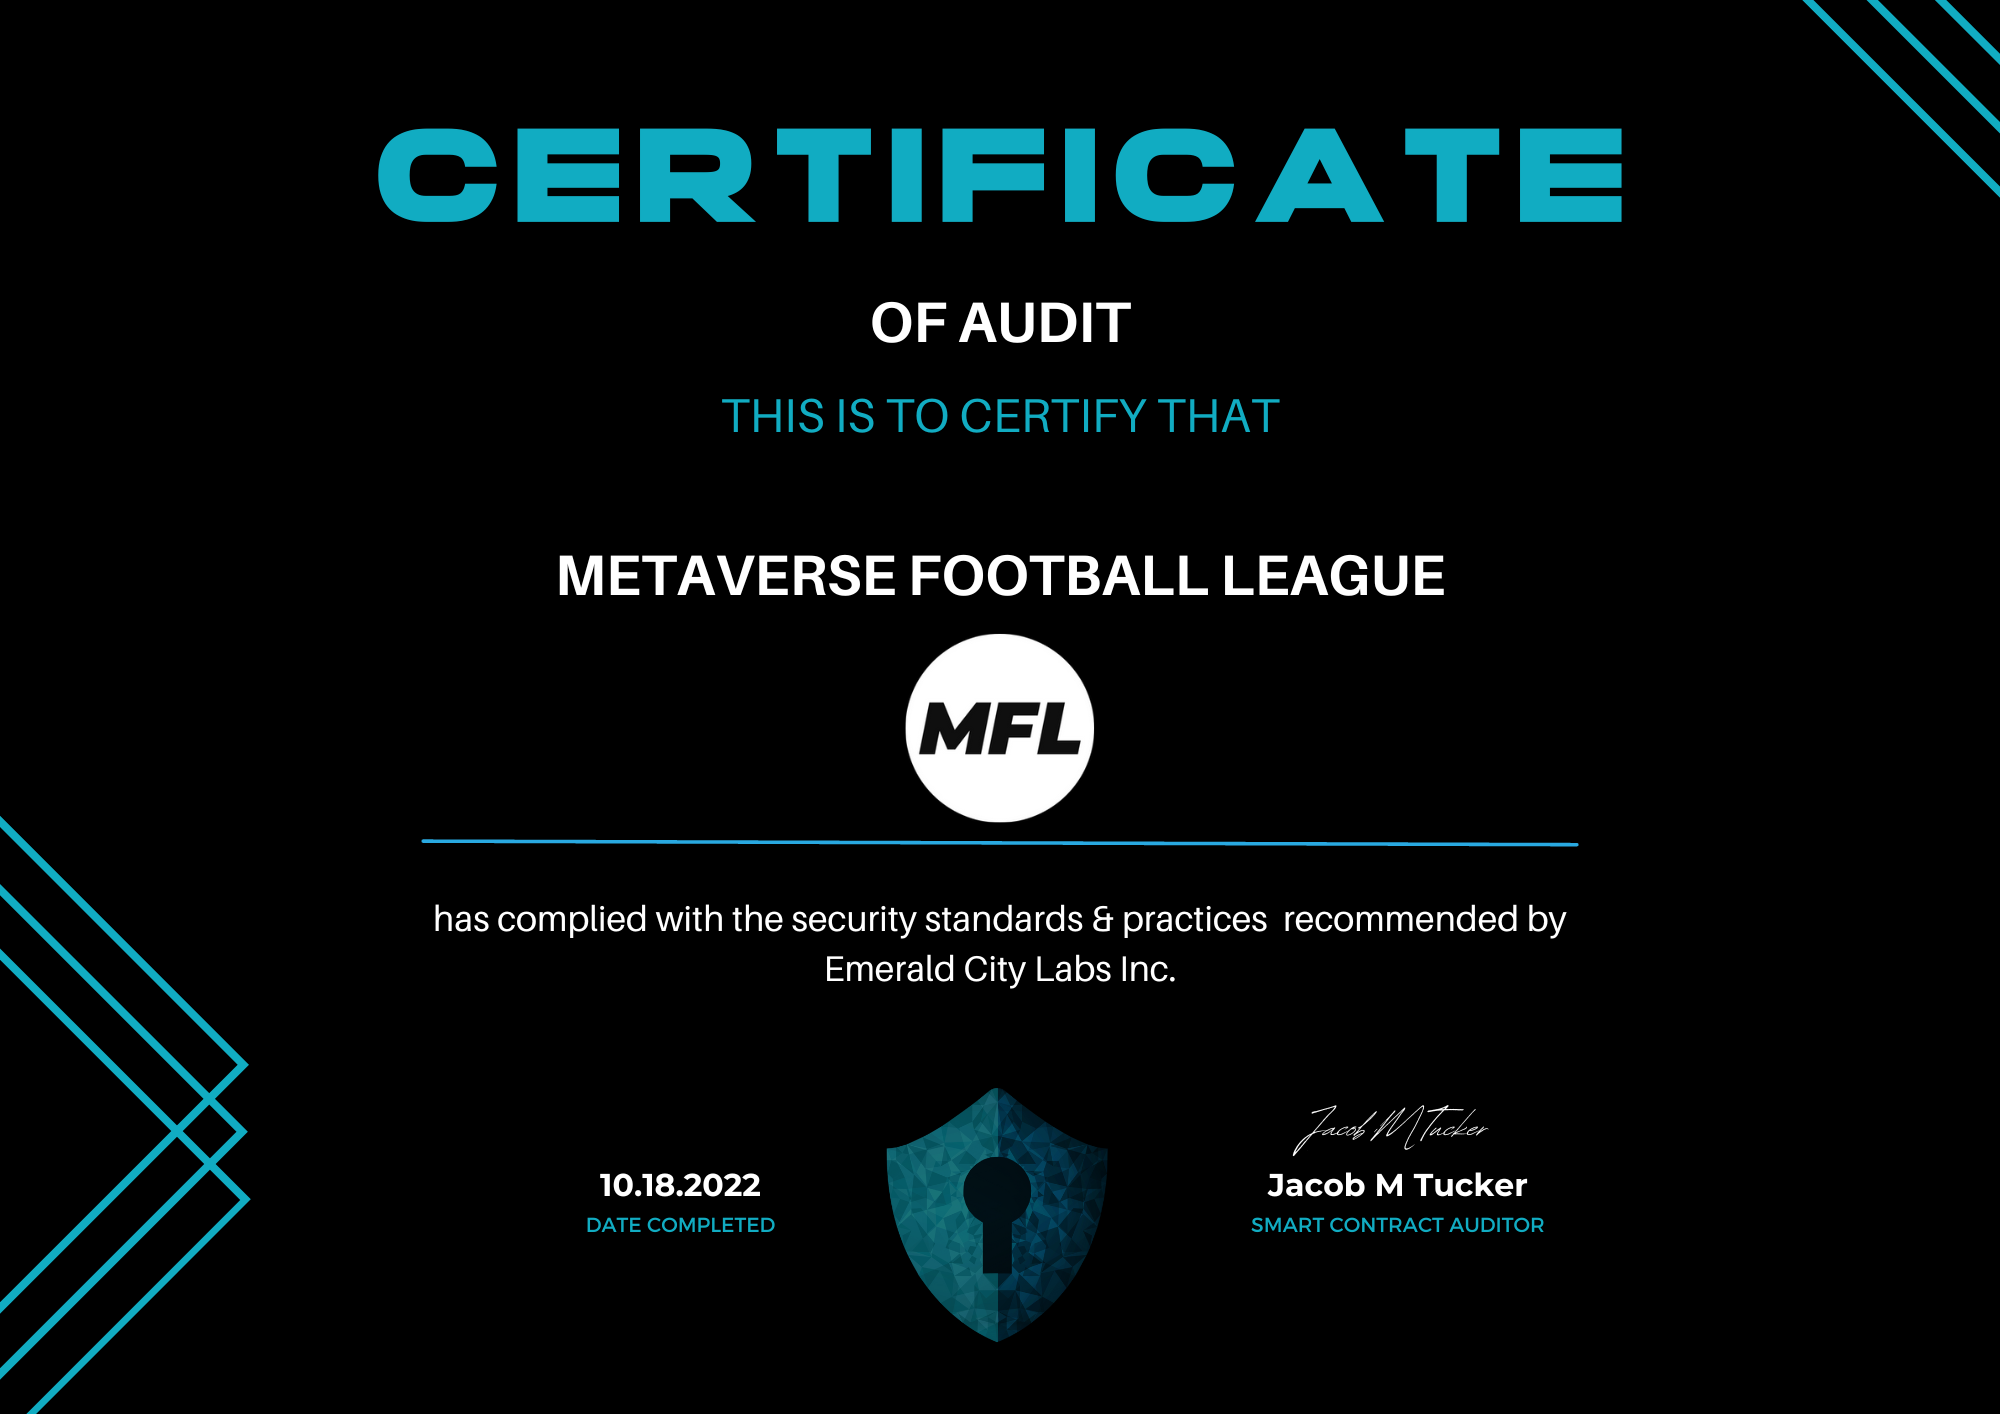 CERTIFICATE
OF AUDIT
THIS IS TO CERTIFY THAT
METAVERSE FOOTBALL LEAGUE
MFL
has complied with the security standards & practices  recommended by
Emerald City Labs Inc.
Jacob M Tucker
10.18.2022
Jacob M Tucker
DATE COMPLETED
SMART CONTRACT AUDITOR